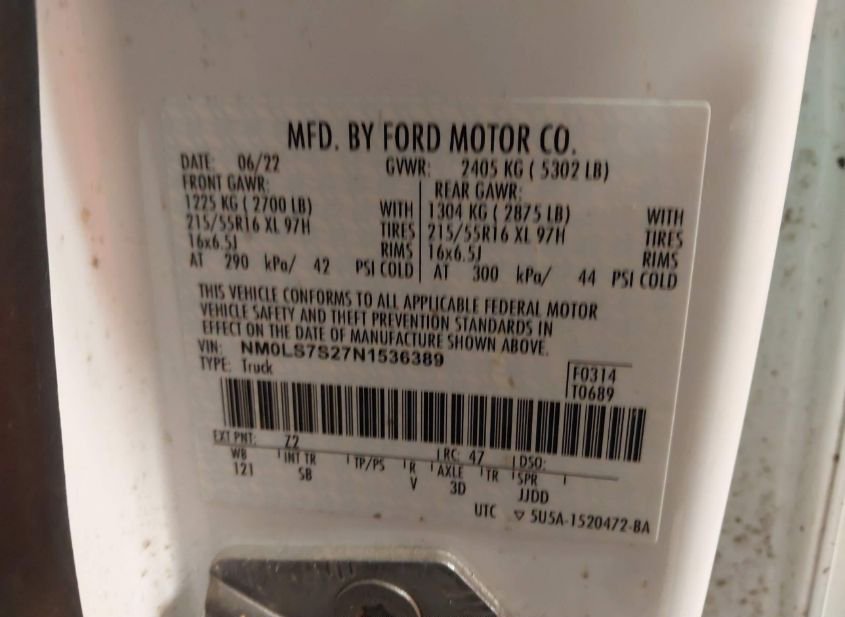 MFD. BY FORD MOTOR CO.
DATE: 06/22 GVWR: 2405 KG ( 5302 LB)
FRONT GAWR: REAR GAWR:
1225 KG ( 2700 LB) WITH 1304 KG ( 2875 LB) WITH
215/55R16 XL 97H TIRES 215/55R16 XL 97H TIRES
16x6.5J RIMS 16x6.5J RIMS
AT 290 kPa/ 42 PSI COLD AT 300 kPa/ 44 PSI COLD
THIS VEHICLE CONFORMS TO ALL APPLICABLE FEDERAL MOTOR
VEHICLE SAFETY AND THEFT PREVENTION STANDARDS IN
EFFECT ON THE DATE OF MANUFACTURE SHOWN ABOVE.
VIN: NM0LS7S27N1536389
TYPE: Truck F0314
T0689
EXT PNT: Z2 RC: 47 DSO:
WB INT TR TP/PS R AXLE TR SPR
121 SB V 3D JJDD
UTC ▽ 5U5A-1520472-BA